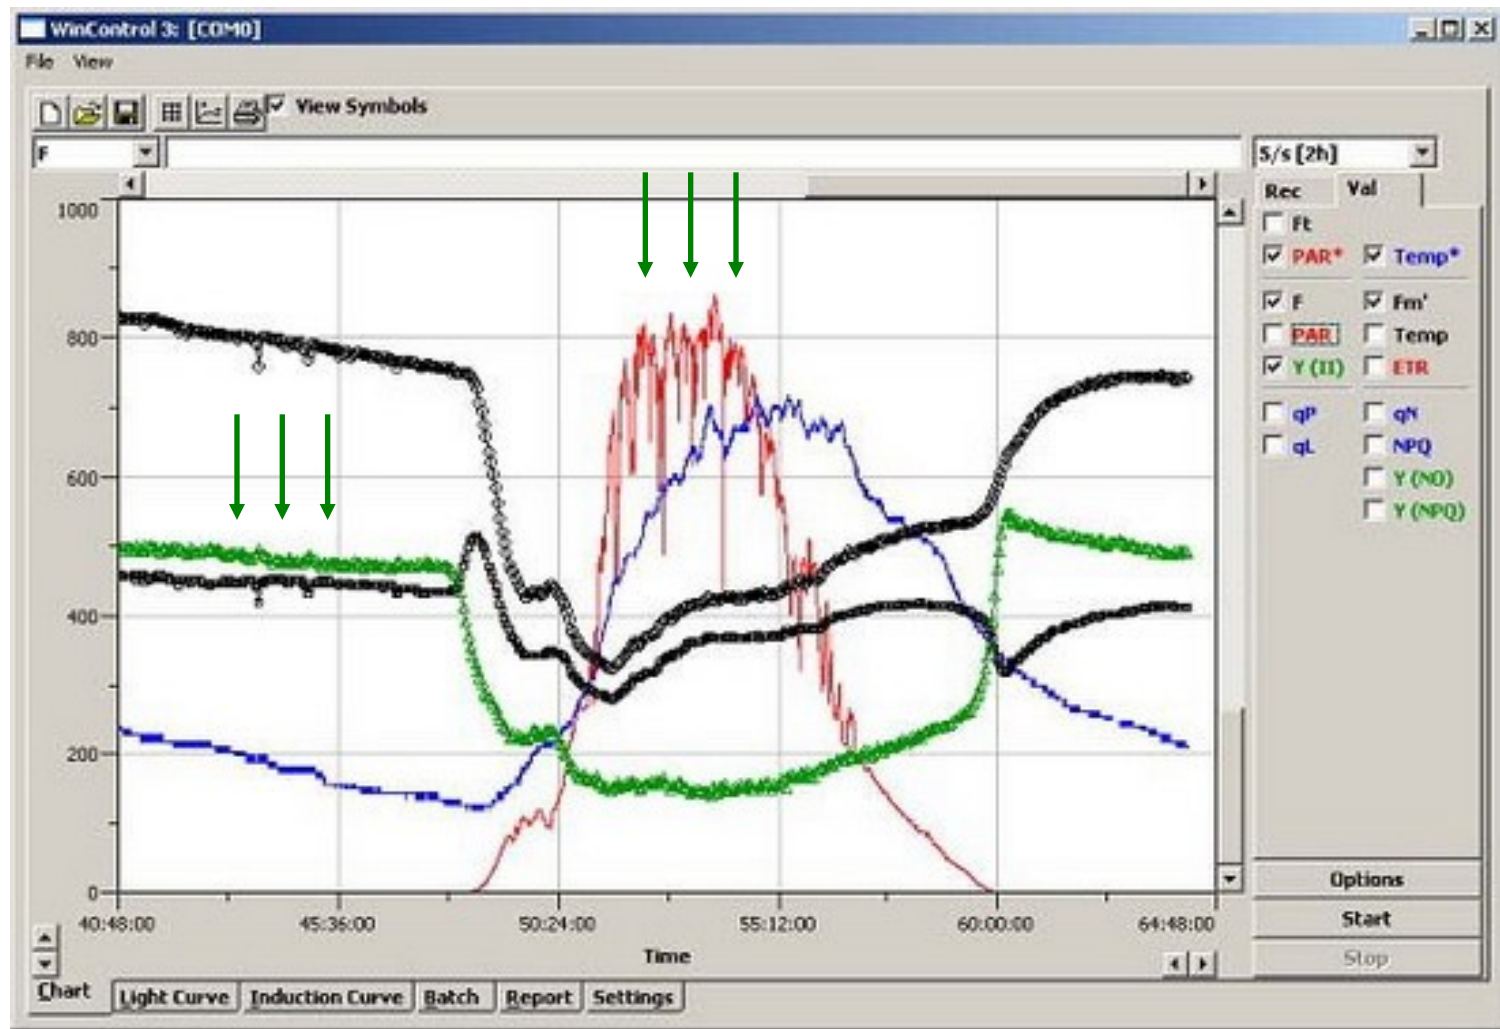 WinControl 3: [COM0]
File View
View Symbols
F
S/s [2h]
Rec Val
Ft
PAR* Temp*
F Fm'
PAR Temp
Y (II) ETR
qP qN
qL NPQ
Y (NO)
Y (NPQ)
1000
800
600
400
200
0
40:48:00 45:36:00 50:24:00 55:12:00 60:00:00 64:48:00
Time
Options
Start
Stop
Chart Light Curve Induction Curve Batch Report Settings